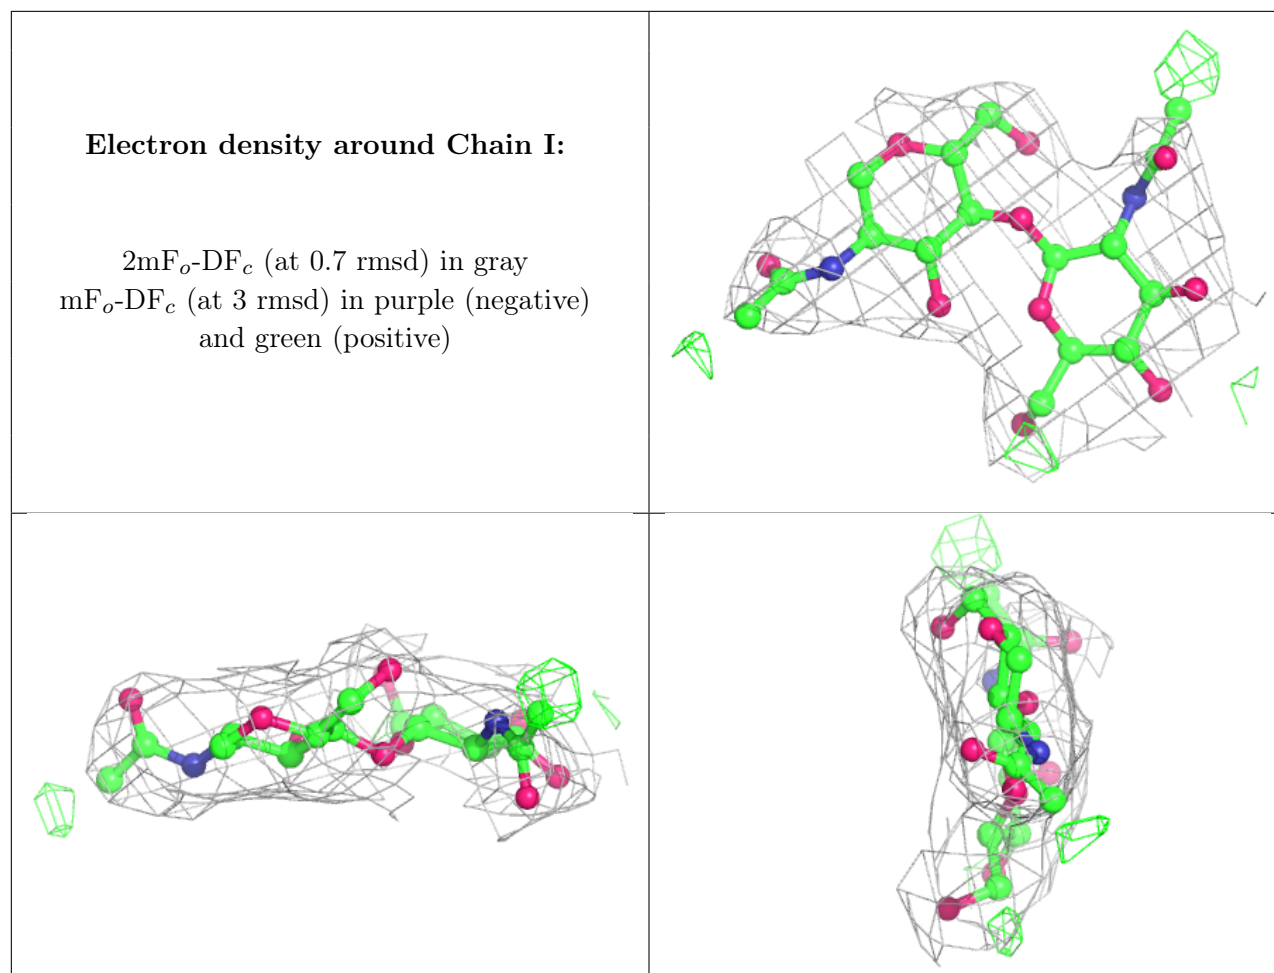 Electron density around Chain I:
2mFo-DFc (at 0.7 rmsd) in gray
mFo-DFc (at 3 rmsd) in purple (negative)
and green (positive)